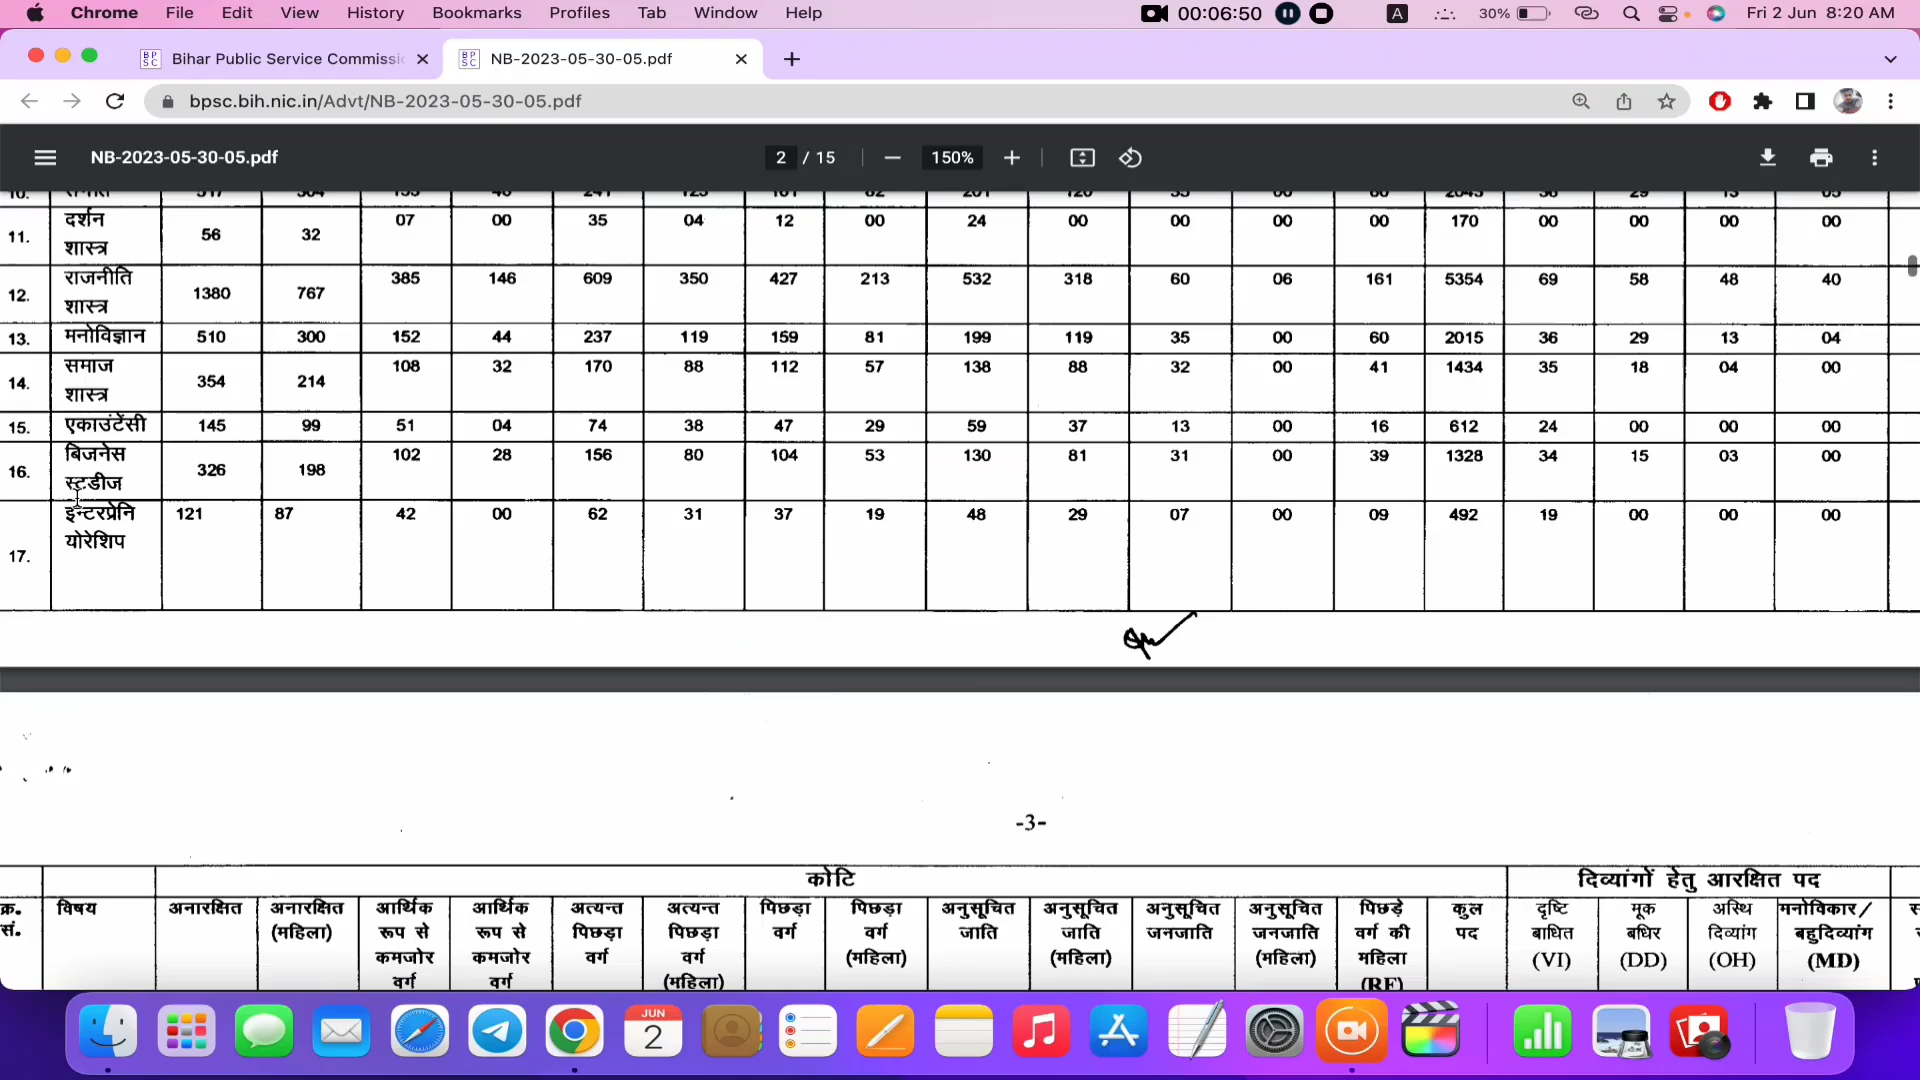 Chrome File Edit View History Bookmarks Profiles Tab Window Help 00:06:50 A 30% Fri 2 Jun 8:20 AM
Bihar Public Service Commissi NB-2023-05-30-05.pdf
bpsc.bih.nic.in/Advt/NB-2023-05-30-05.pdf
NB-2023-05-30-05.pdf 2 / 15 150%
11. दर्शन शास्त्र 56 32 07 00 35 04 12 00 24 00 00 00 00 170 00 00 00 00
12. राजनीति शास्त्र 1380 767 385 146 609 350 427 213 532 318 60 06 161 5354 69 58 48 40
13. मनोविज्ञान 510 300 152 44 237 119 159 81 199 119 35 00 60 2015 36 29 13 04
14. समाज शास्त्र 354 214 108 32 170 88 112 57 138 88 32 00 41 1434 35 18 04 00
15. एकाउंटेंसी 145 99 51 04 74 38 47 29 59 37 13 00 16 612 24 00 00 00
16. बिजनेस स्टडीज 326 198 102 28 156 80 104 53 130 81 31 00 39 1328 34 15 03 00
17. इन्टरप्रेनि योरेशिप 121 87 42 00 62 31 37 19 48 29 07 00 09 492 19 00 00 00
-3-
कोटि दिव्यांगों हेतु आरक्षित पद
क्र. सं. विषय अनारक्षित अनारक्षित (महिला) आर्थिक रूप से कमजोर वर्ग आर्थिक रूप से कमजोर वर्ग अत्यन्त पिछड़ा वर्ग अत्यन्त पिछड़ा वर्ग (महिला) पिछड़ा वर्ग पिछड़ा वर्ग (महिला) अनुसूचित जाति अनुसूचित जाति (महिला) अनुसूचित जनजाति अनुसूचित जनजाति (महिला) पिछड़े वर्ग की महिला कुल पद दृष्टि बाधित (VI) मूक बधिर (DD) अस्थि दिव्यांग (OH) मनोविकार/ बहुदिव्यांग (MD)
JUN
2